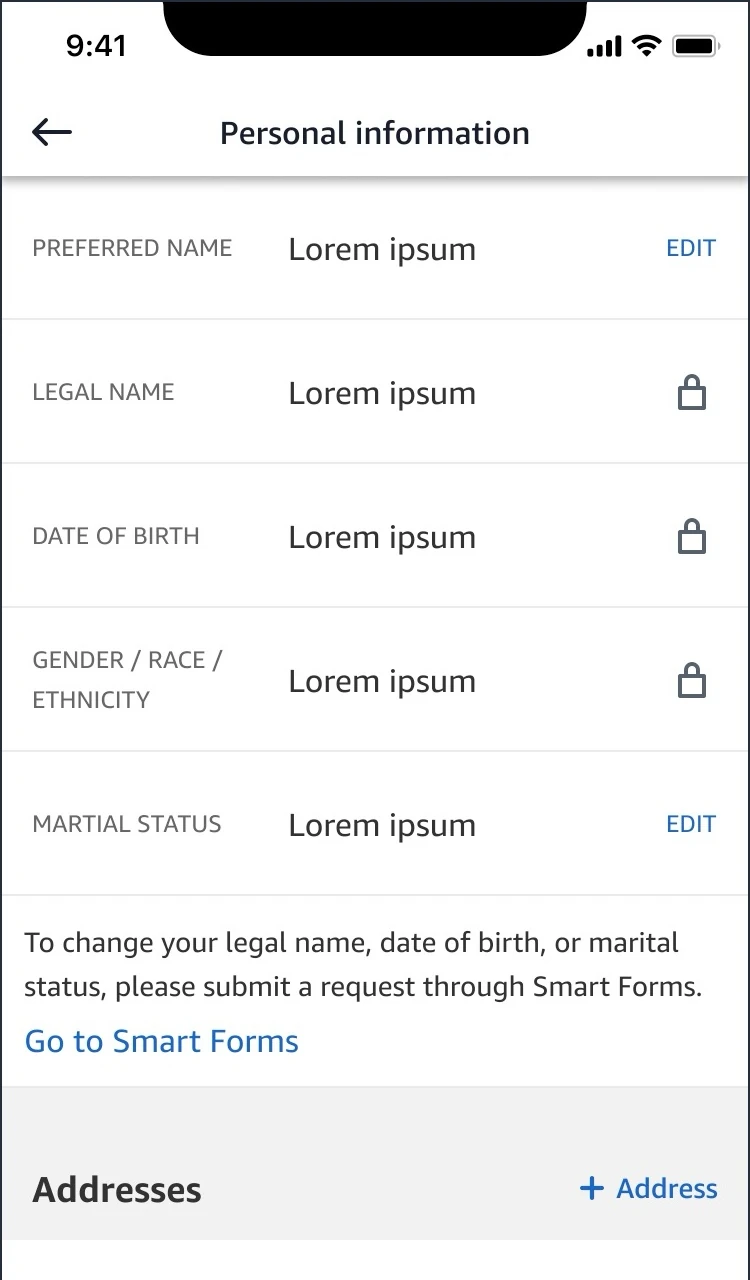 9:41
Personal information
PREFERRED NAME Lorem ipsum EDIT
LEGAL NAME Lorem ipsum
DATE OF BIRTH Lorem ipsum
GENDER / RACE /
ETHNICITY Lorem ipsum
MARTIAL STATUS Lorem ipsum EDIT
To change your legal name, date of birth, or marital
status, please submit a request through Smart Forms.
Go to Smart Forms
Addresses + Address